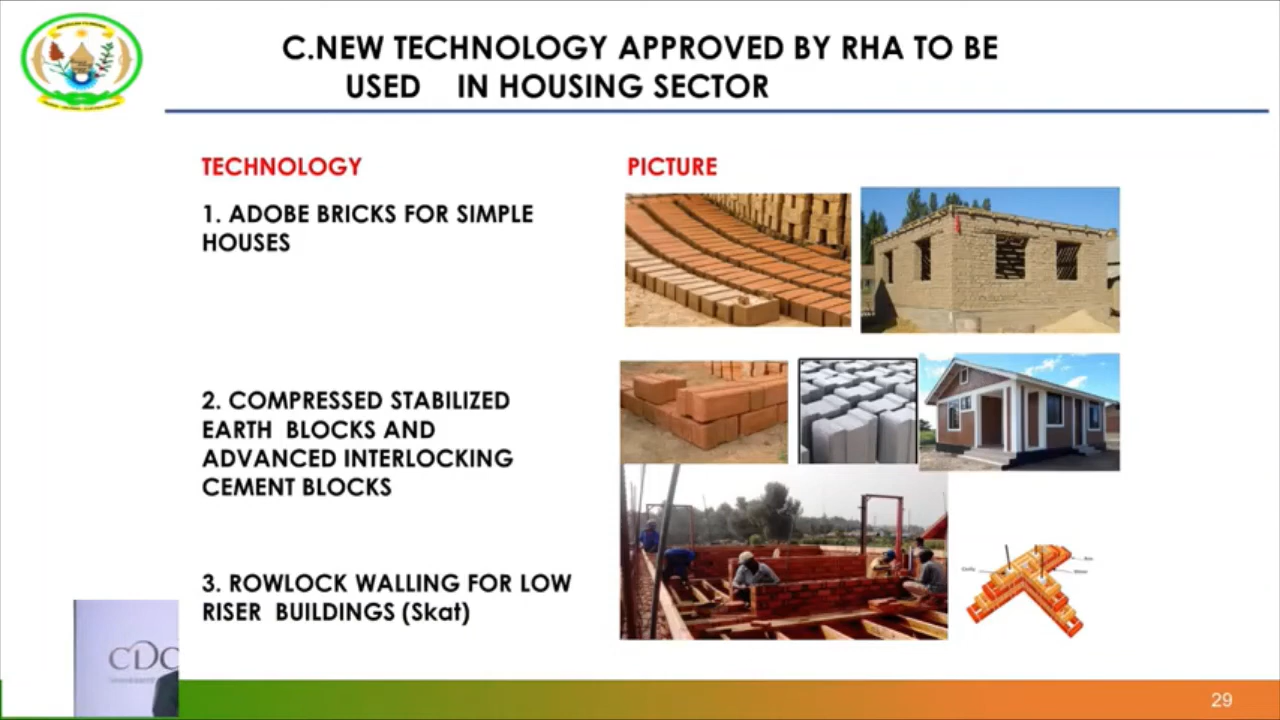 C.NEW TECHNOLOGY APPROVED BY RHA TO BE
USED IN HOUSING SECTOR
TECHNOLOGY
PICTURE
1. ADOBE BRICKS FOR SIMPLE
HOUSES
2. COMPRESSED STABILIZED
EARTH BLOCKS AND
ADVANCED INTERLOCKING
CEMENT BLOCKS
3. ROWLOCK WALLING FOR LOW
RISER BUILDINGS (Skat)
CDC
29